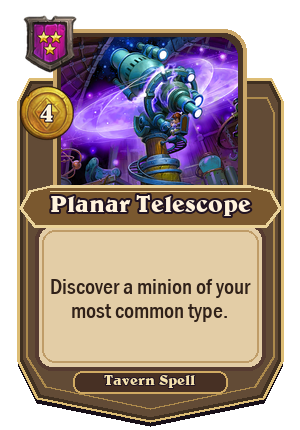 4
Planar Telescope
Discover a minion of your
most common type.
Tavern Spell